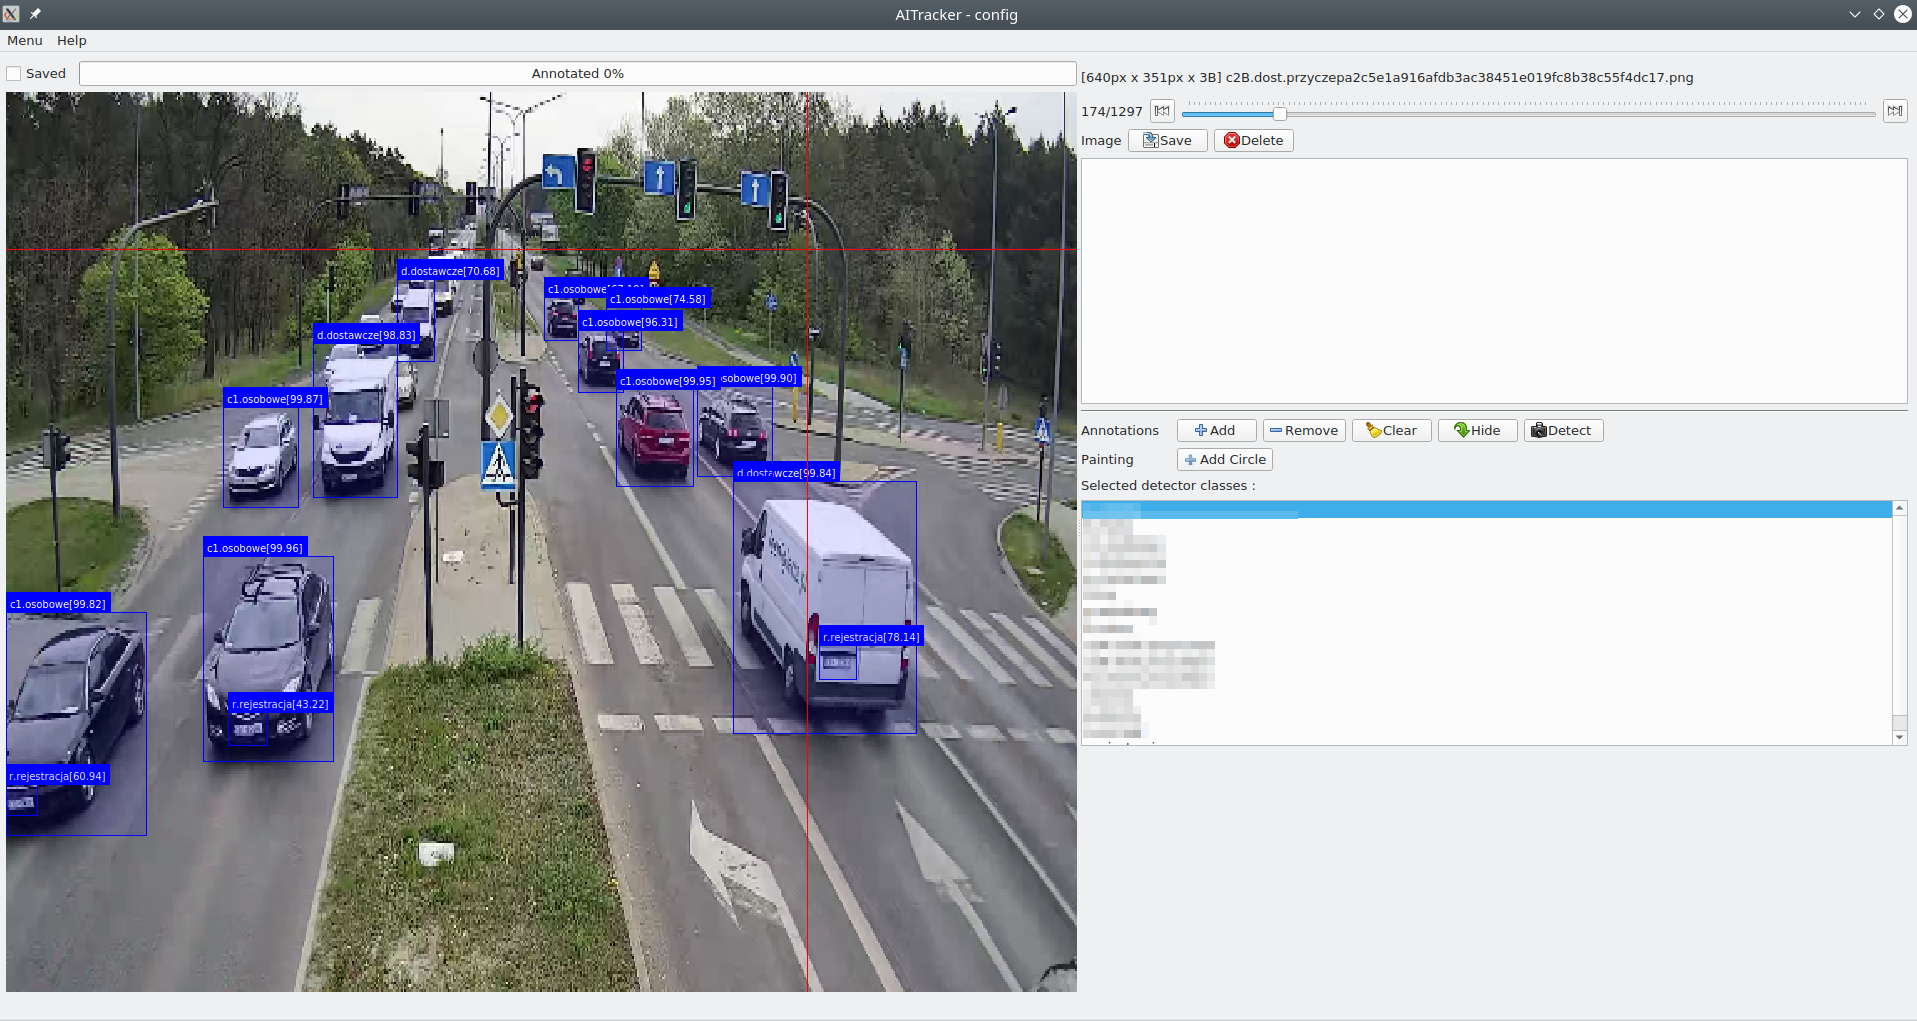 AITracker - config
Menu Help
Saved
Annotated 0%
[640px x 351px x 3B] c2B.dost.przyczepa2c5e1a916afdb3ac38451e019fc8b38c55f4dc17.png
174/1297
Image Save Delete
d.dostawcze[70.68]
c1.osobowe
c1.osobowe[74.58]
c1.osobowe[96.31]
d.dostawcze[98.83]
c1.osobowe[99.95]
sobowe[99.90]
c1.osobowe[99.87]
d.dostawcze[99.84]
c1.osobowe[99.96]
c1.osobowe[99.82]
r.rejestracja[78.14]
r.rejestracja[43.22]
r.rejestracja[60.94]
Annotations Add Remove Clear Hide Detect
Painting Add Circle
Selected detector classes :